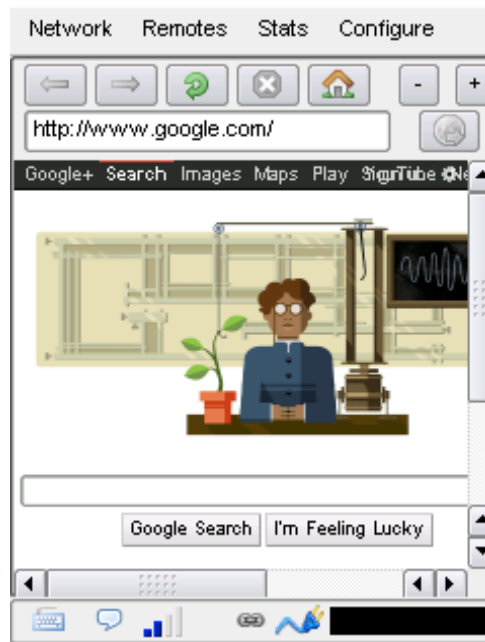 Network Remotes Stats Configure
- +
http://www.google.com/
Google+ Search Images Maps Play
Google Search I'm Feeling Lucky